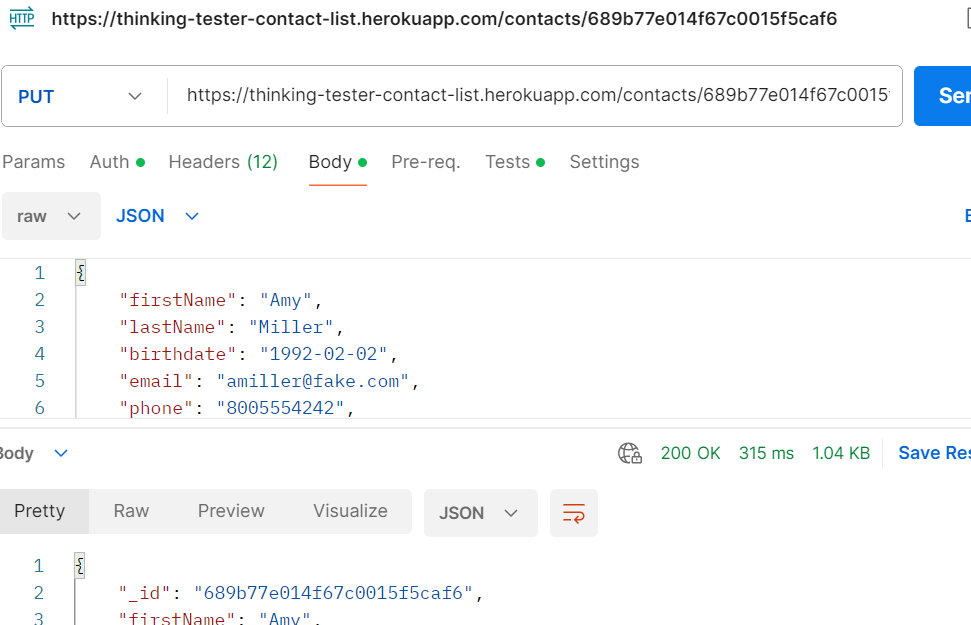 HTTP https://thinking-tester-contact-list.herokuapp.com/contacts/689b77e014f67c0015f5caf6
PUT https://thinking-tester-contact-list.herokuapp.com/contacts/689b77e014f67c0015
Params Auth Headers (12) Body Pre-req. Tests Settings
raw JSON
1 {
2 "firstName": "Amy",
3 "lastName": "Miller",
4 "birthdate": "1992-02-02",
5 "email": "amiller@fake.com",
6 "phone": "8005554242",
Body 200 OK 315 ms 1.04 KB Save Res
Pretty Raw Preview Visualize JSON
1 {
2 "_id": "689b77e014f67c0015f5caf6",
3 "firstName": "Amy",